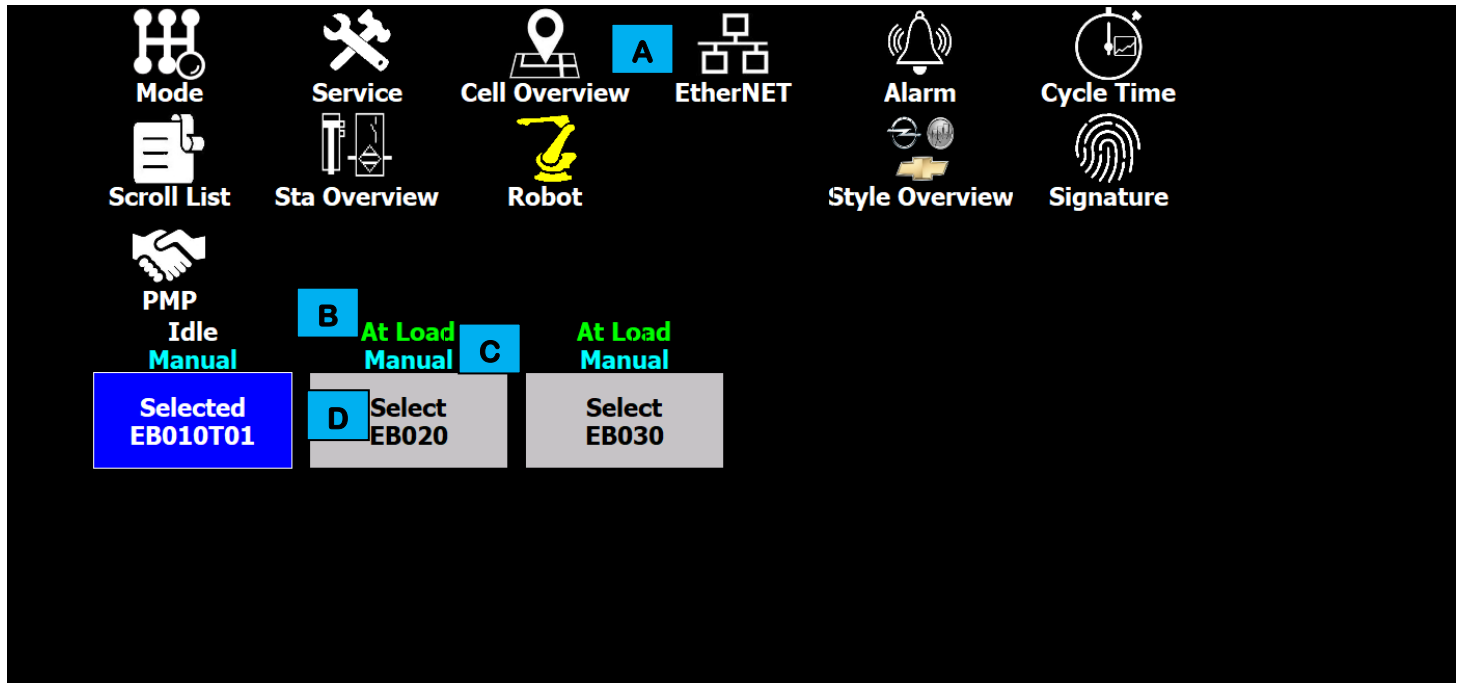 A
Mode Service Cell Overview EtherNET Alarm Cycle Time
Scroll List Sta Overview Robot Style Overview Signature
PMP
B
Idle At Load At Load
Manual Manual C Manual
Selected D Select Select
EB010T01 EB020 EB030